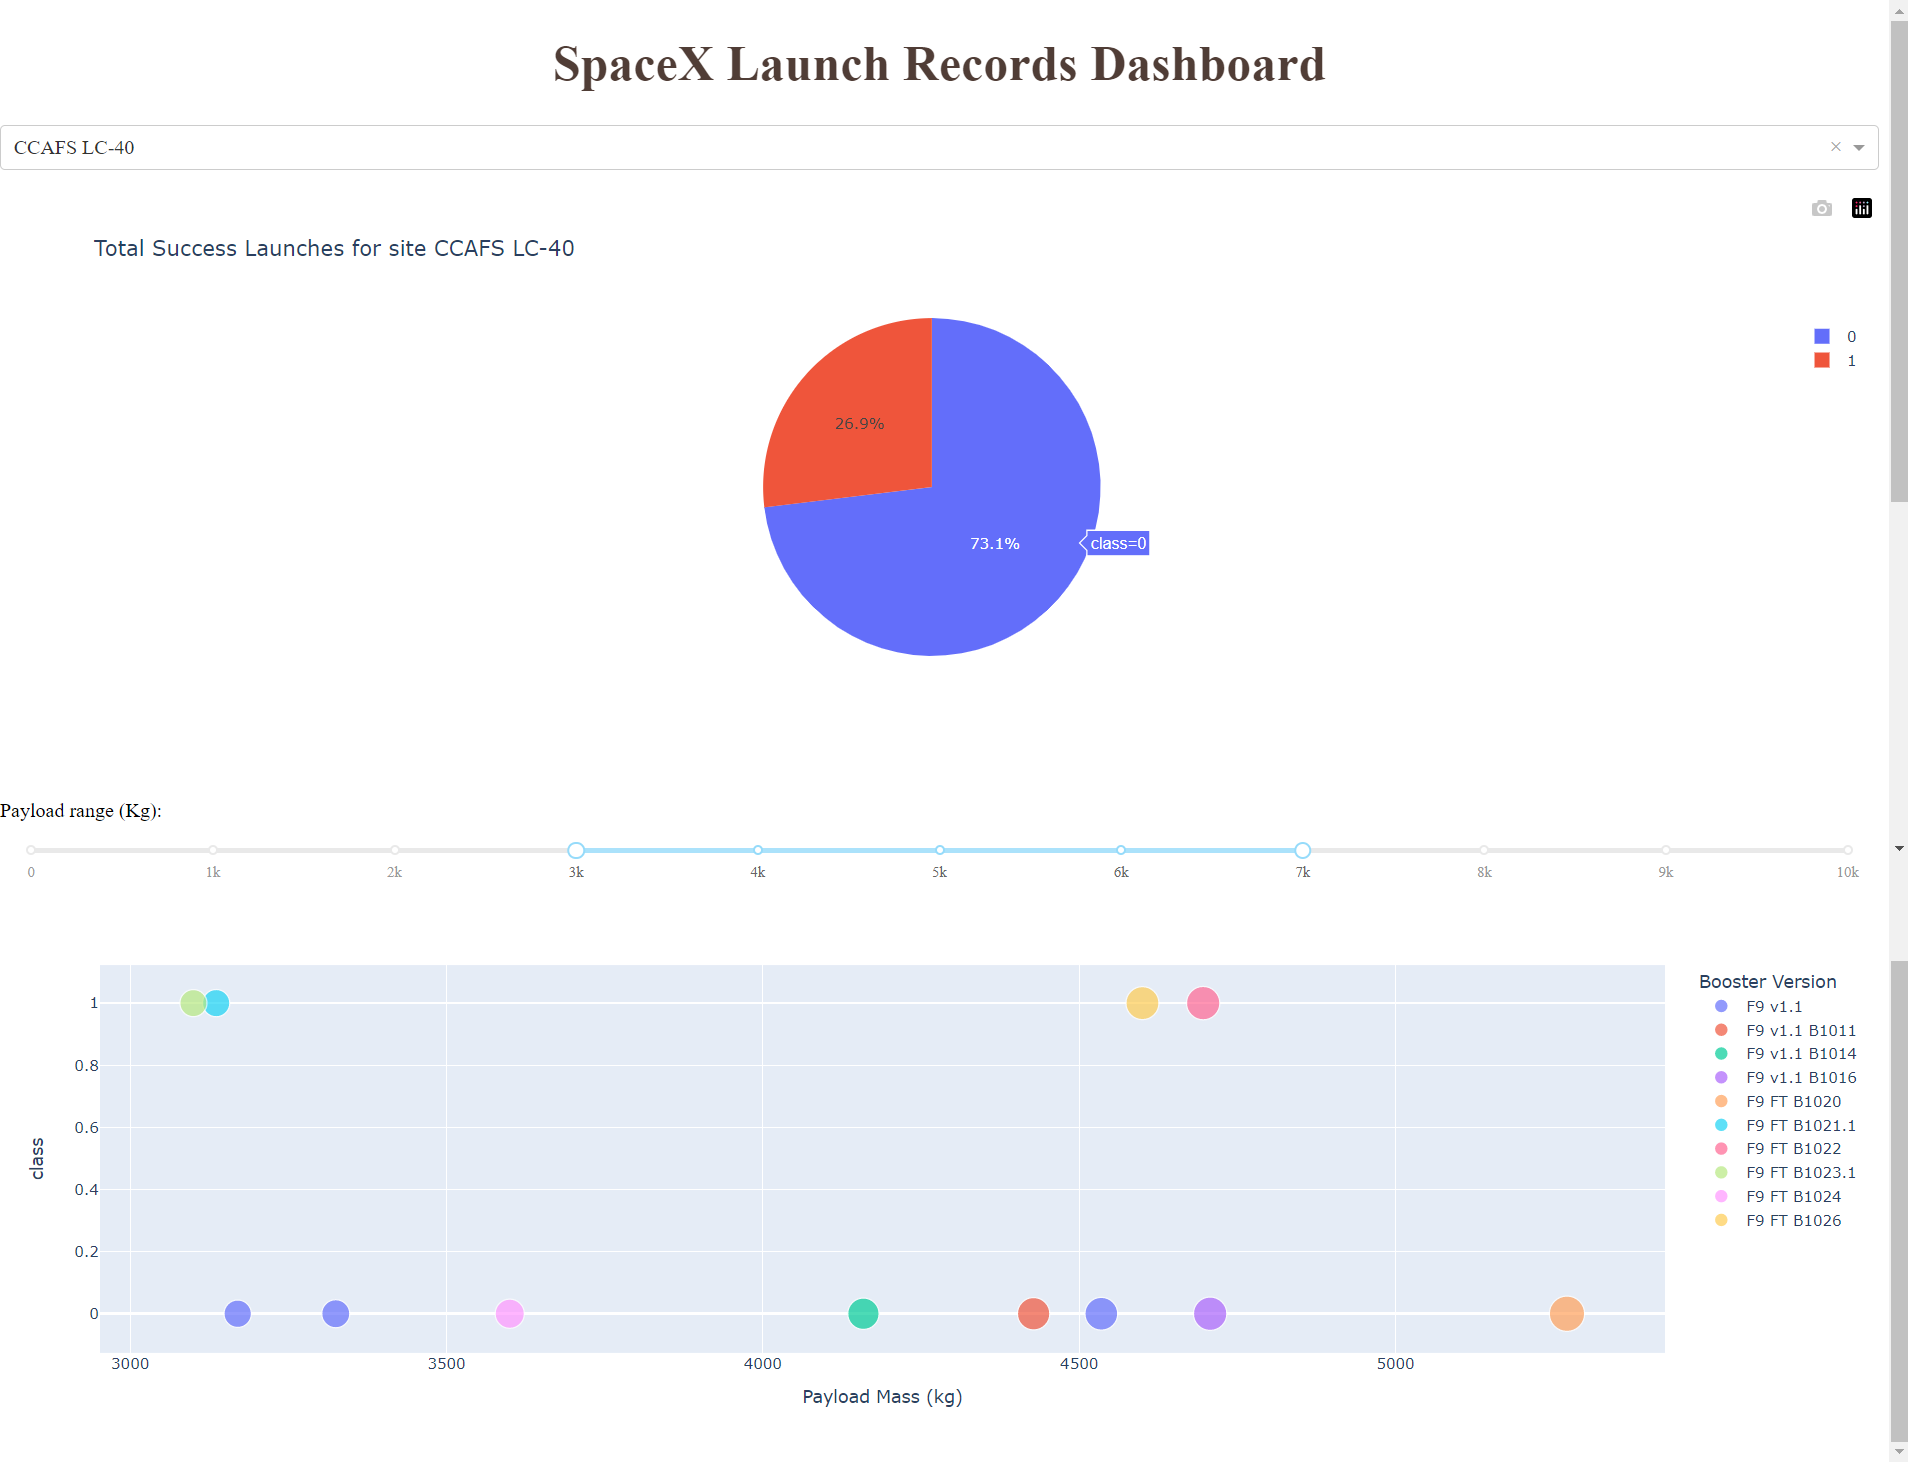 SpaceX Launch Records Dashboard
CCAFS LC-40
×
Total Success Launches for site CCAFS LC-40
0
1
26.9%
73.1%
class=0
Payload range (Kg):
0 1k 2k 3k 4k 5k 6k 7k 8k 9k 10k
Booster Version
F9 v1.1
F9 v1.1 B1011
F9 v1.1 B1014
F9 v1.1 B1016
F9 FT B1020
F9 FT B1021.1
F9 FT B1022
F9 FT B1023.1
F9 FT B1024
F9 FT B1026
class
1
0.8
0.6
0.4
0.2
0
3000 3500 4000 4500 5000
Payload Mass (kg)